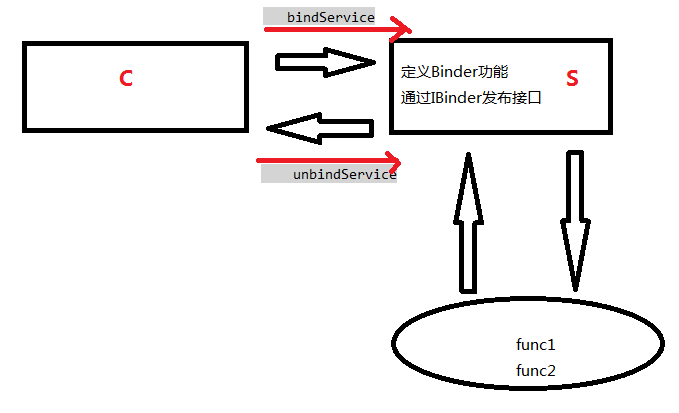 bindService
C
定义Binder功能
通过IBinder发布接口
S
unbindService
func1
func2